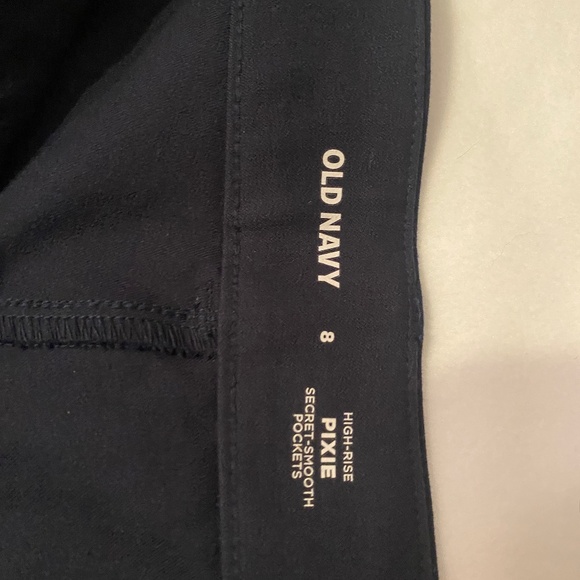 OLD NAVY
8
HIGH-RISE
PIXIE
SECRET-SMOOTH
POCKETS